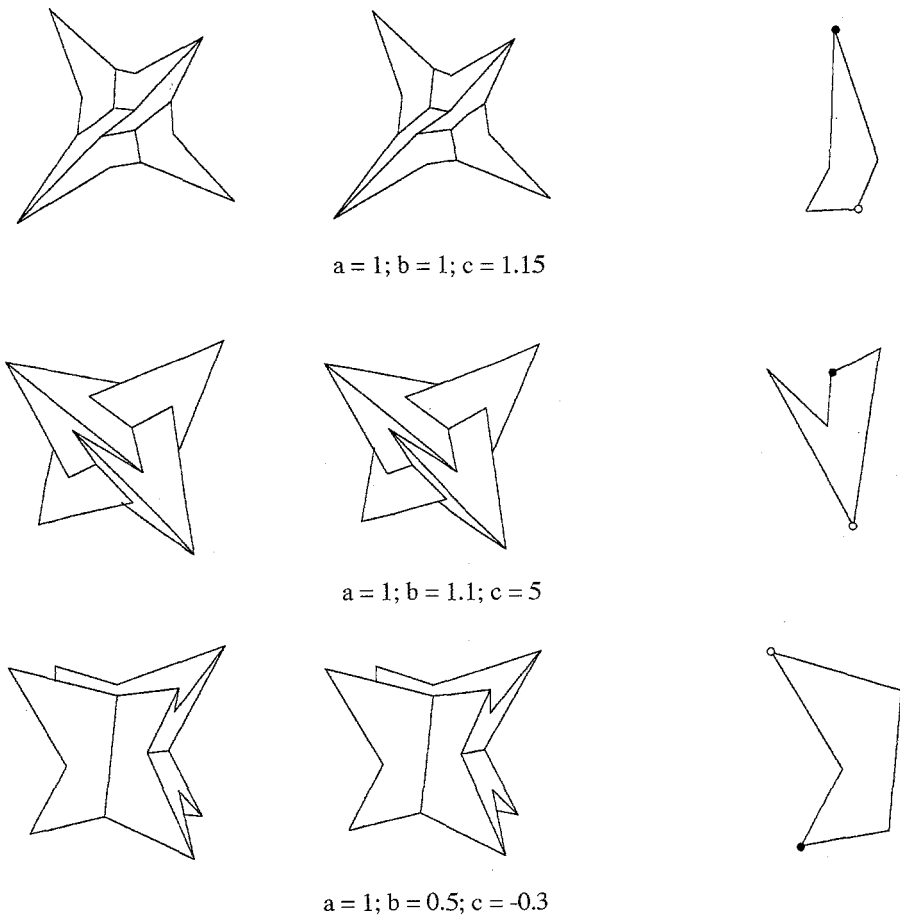 a = 1; b = 1; c = 1.15
a = 1; b = 1.1; c = 5
a = 1; b = 0.5; c = -0.3